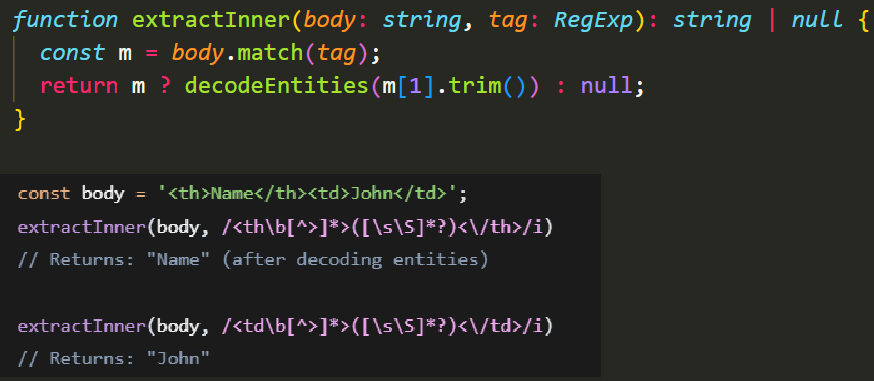 function extractInner(body: string, tag: RegExp): string | null {
const m = body.match(tag);
return m ? decodeEntities(m[1].trim()) : null;
}
const body = '<th>Name</th><td>John</td>';
extractInner(body, /<th\b[^>]*>([\s\S]*?)<\/th>/i)
// Returns: "Name" (after decoding entities)
extractInner(body, /<td\b[^>]*>([\s\S]*?)<\/td>/i)
// Returns: "John"